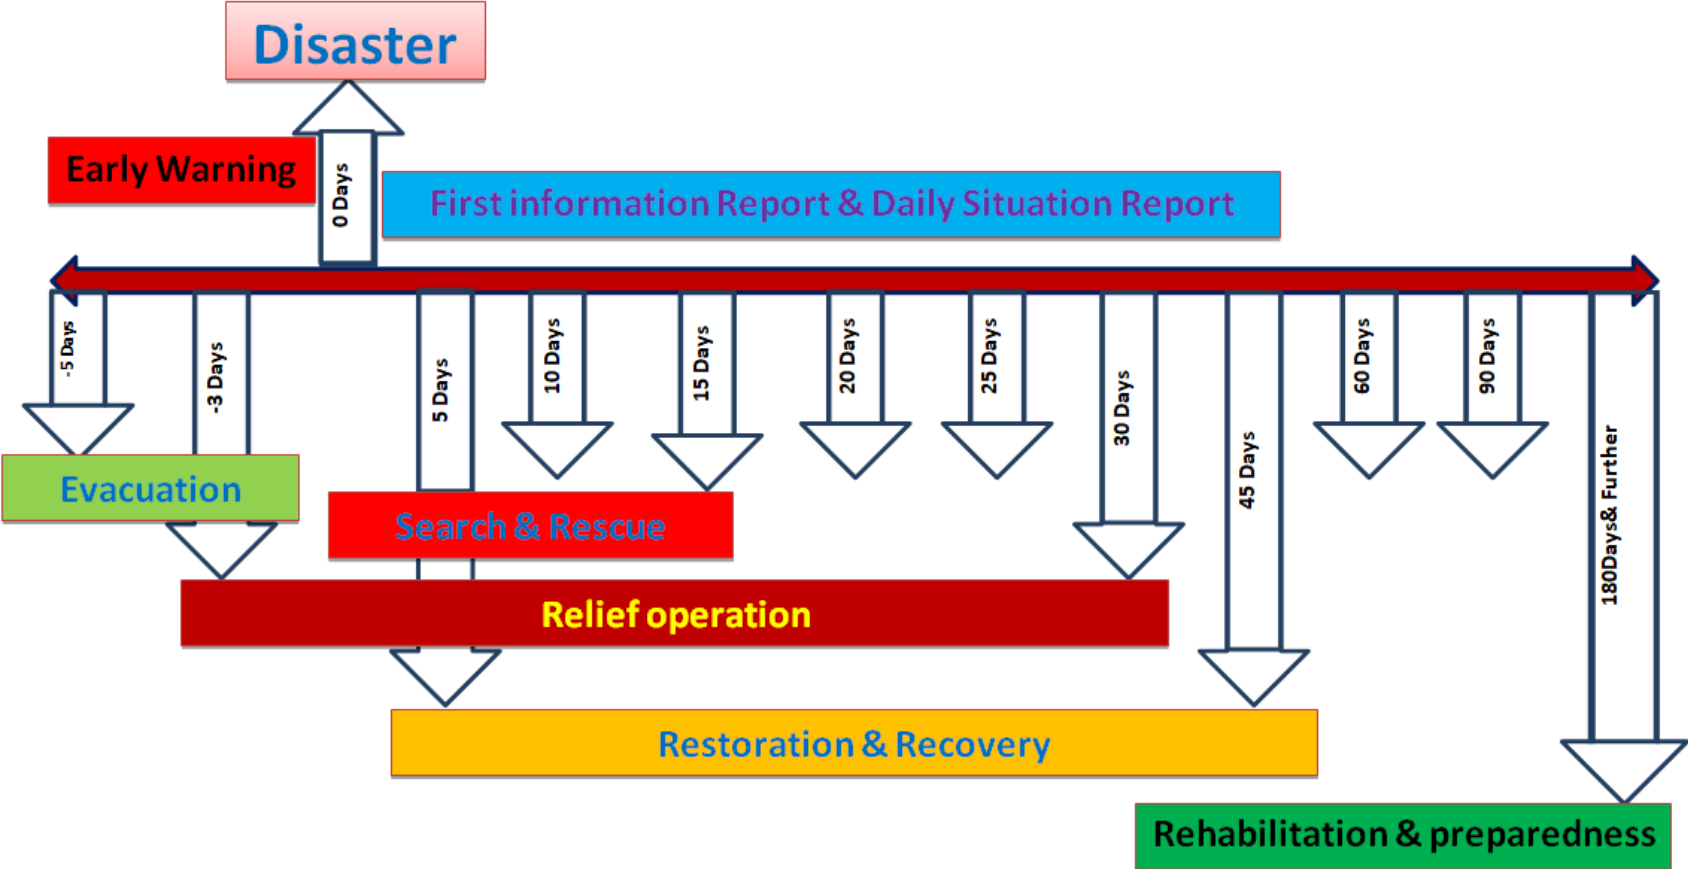 Disaster
Early Warning
0 Days
First information Report & Daily Situation Report
-5 Days
-3 Days
5 Days
10 Days
15 Days
20 Days
25 Days
30 Days
45 Days
60 Days
90 Days
180Days& Further
Evacuation
Search & Rescue
Relief operation
Restoration & Recovery
Rehabilitation & preparedness